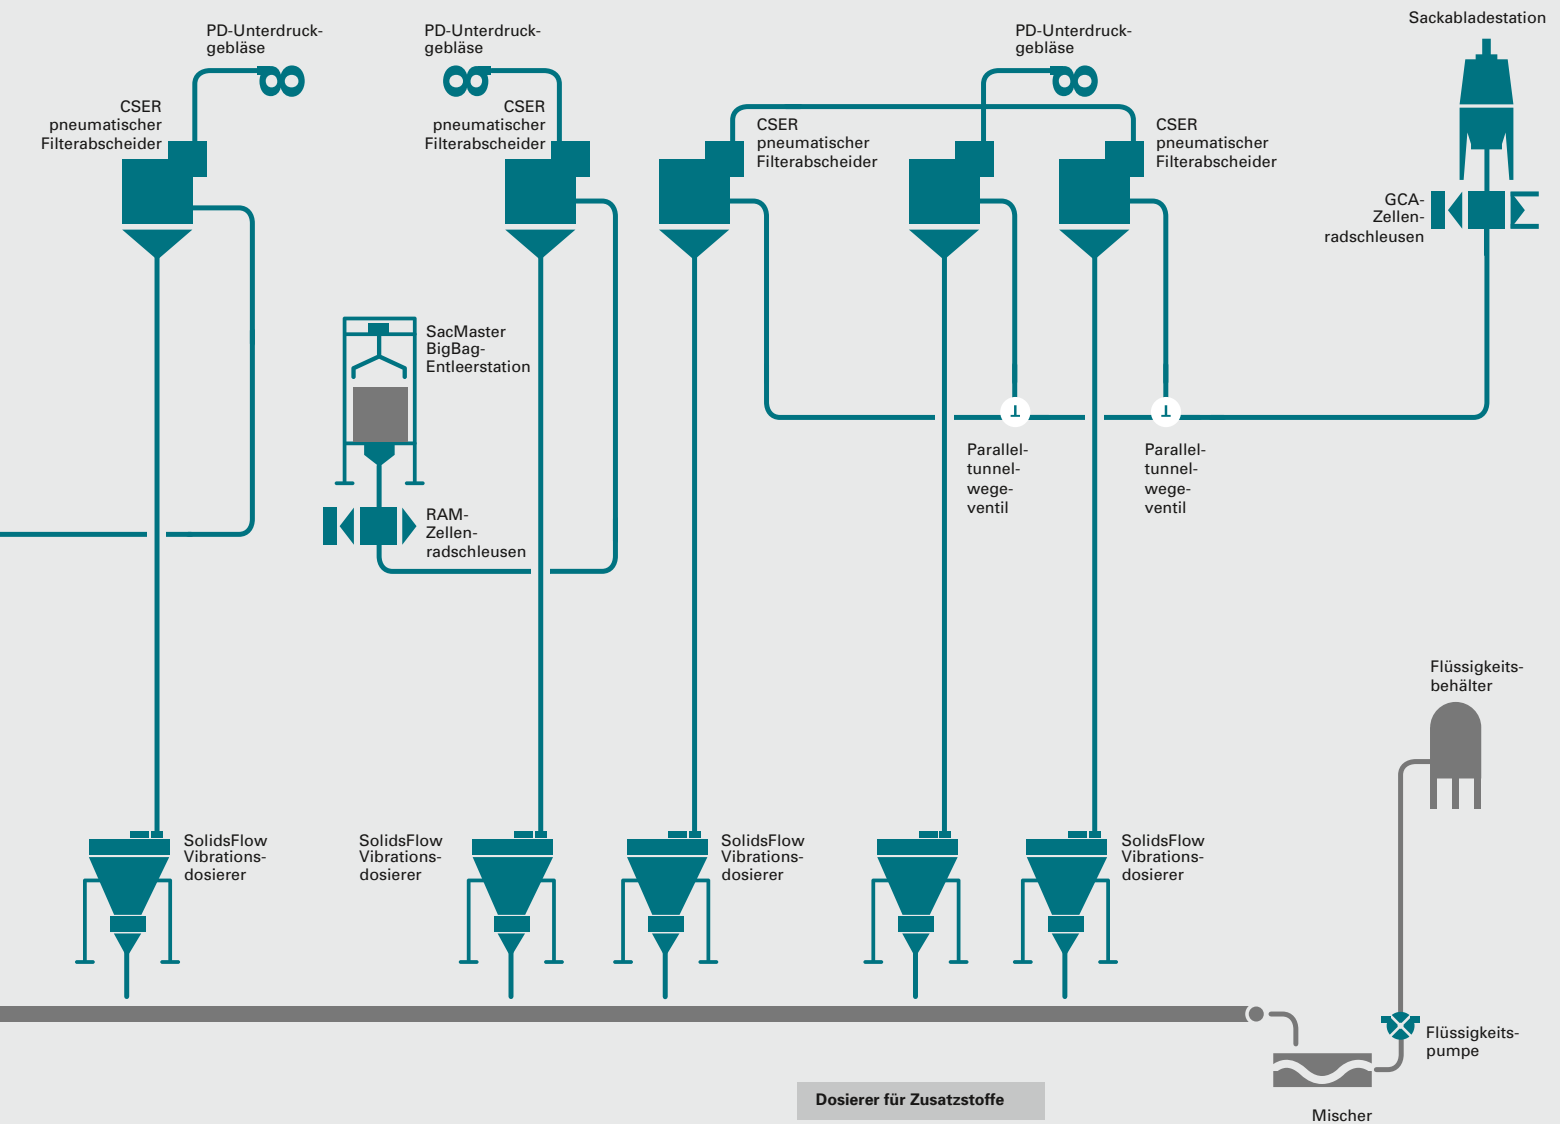 PD-Unterdruck-
gebläse
PD-Unterdruck-
gebläse
PD-Unterdruck-
gebläse
Sackabladestation
CSER
pneumatischer
Filterabscheider
CSER
pneumatischer
Filterabscheider
CSER
pneumatischer
Filterabscheider
CSER
pneumatischer
Filterabscheider
GCA-
Zellen-
radschleusen
SacMaster
BigBag-
Entleerstation
Parallel-
tunnel-
wege-
ventil
Parallel-
tunnel-
wege-
ventil
RAM-
Zellen-
radschleusen
Flüssigkeits-
behälter
SolidsFlow
Vibrations-
dosierer
SolidsFlow
Vibrations-
dosierer
SolidsFlow
Vibrations-
dosierer
SolidsFlow
Vibrations-
dosierer
Flüssigkeits-
pumpe
Dosierer für Zusatzstoffe
Mischer